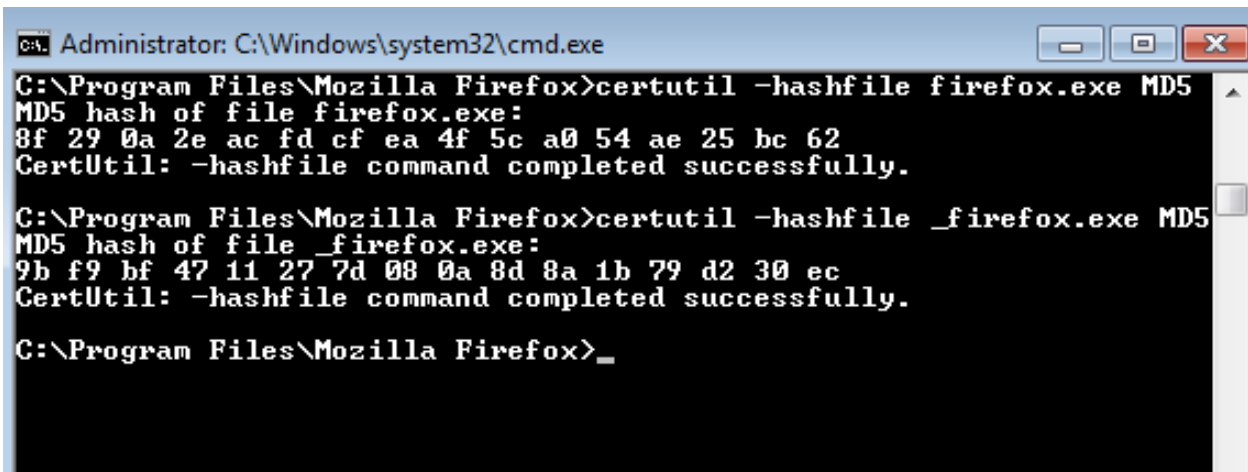 Administrator: C:\Windows\system32\cmd.exe
C:\Program Files\Mozilla Firefox>certutil -hashfile firefox.exe MD5
MD5 hash of file firefox.exe:
8f 29 0a 2e ac fd cf ea 4f 5c a0 54 ae 25 bc 62
CertUtil: -hashfile command completed successfully.
C:\Program Files\Mozilla Firefox>certutil -hashfile _firefox.exe MD5
MD5 hash of file _firefox.exe:
9b f9 bf 47 11 27 7d 08 0a 8d 8a 1b 79 d2 30 ec
CertUtil: -hashfile command completed successfully.
C:\Program Files\Mozilla Firefox>_